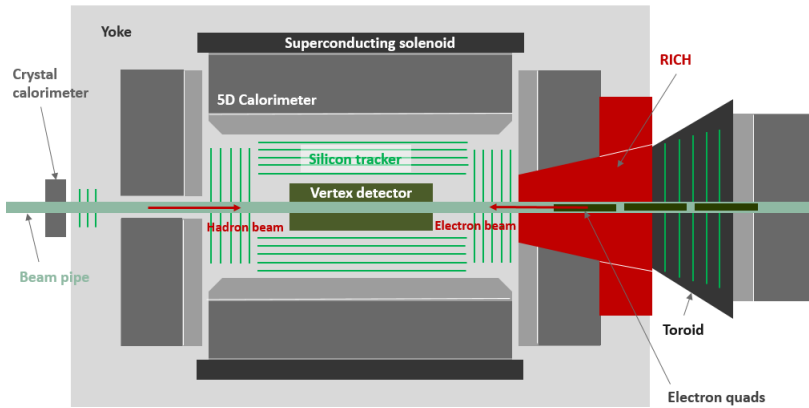 Yoke
Superconducting solenoid
RICH
Crystal
calorimeter
5D Calorimeter
Silicon tracker
Vertex detector
Hadron beam
Electron beam
Beam pipe
Toroid
Electron quads